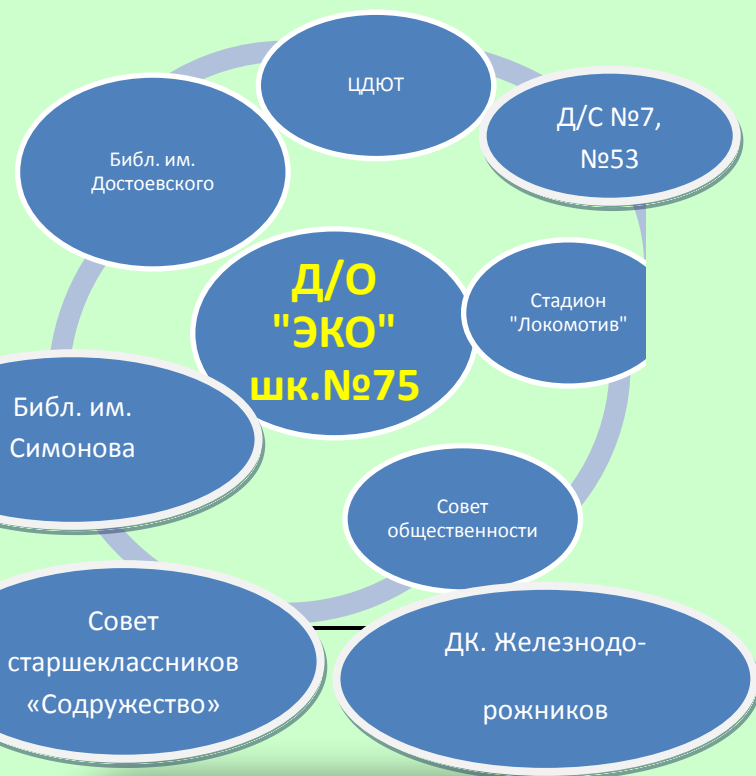 ЦДЮТ
Д/С №7,
№53
Библ. им.
Достоевского
Д/О
"ЭКО"
шк.№75
Стадион
"Локомотив"
Библ. им.
Симонова
Совет
общественности
Совет
старшеклассников
«Содружество»
ДК. Железнодо-
рожников